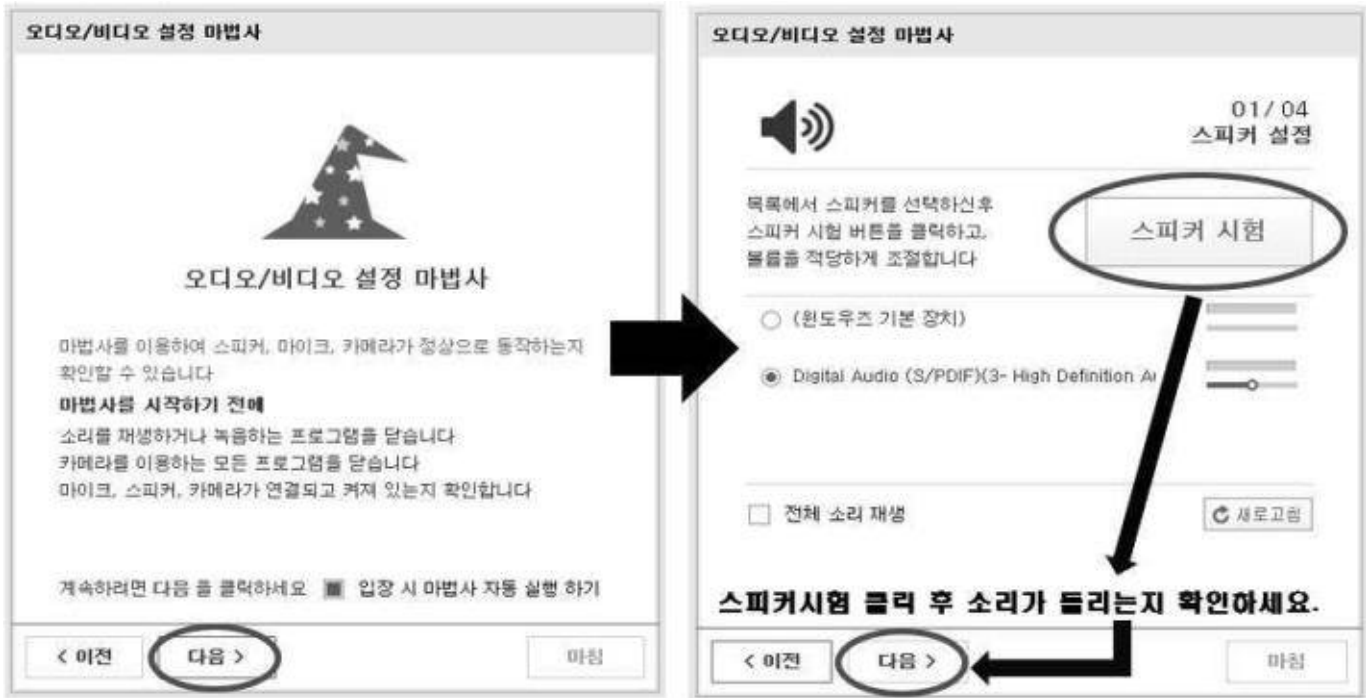 오디오/비디오 설정 마법사
오디오/비디오 설정 마법사
마법사를 이용하여 스피커, 마이크, 카메라가 정상으로 동작하는지
확인할 수 있습니다
마법사를 시작하기 전에
소리를 재생하거나 녹음하는 프로그램을 닫습니다
카메라를 이용하는 모든 프로그램을 닫습니다
마이크, 스피커, 카메라가 연결되고 켜져 있는지 확인합니다
계속하려면 다음 을 클릭하세요 입장 시 마법사 자동 실행 하기
< 이전 다음 > 마침
오디오/비디오 설정 마법사
01/ 04
스피커 설정
목록에서 스피커를 선택하신후
스피커 시험 버튼을 클릭하고,
볼륨을 적당하게 조절합니다
스피커 시험
(윈도우즈 기본 장치)
Digital Audio (S/PDIF)(3- High Definition Au
전체 소리 재생 새로고침
스피커시험 클릭 후 소리가 들리는지 확인하세요.
< 이전 다음 > 마침